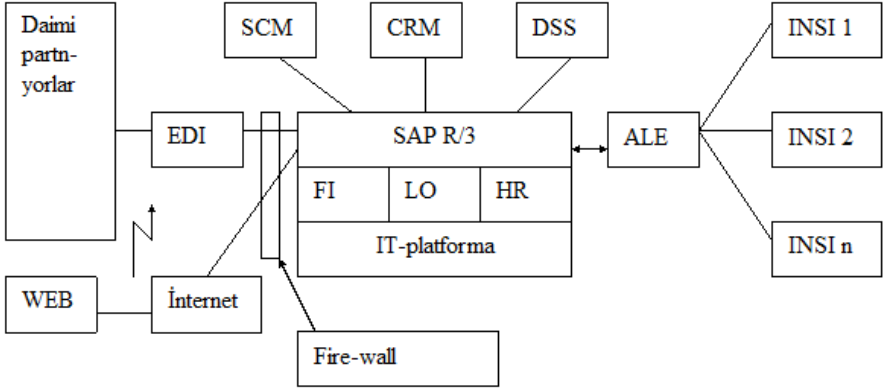 Daimi
partn-
yorlar
SCM
CRM
DSS
INSI 1
EDI
SAP R/3
ALE
INSI 2
FI
LO
HR
IT-platforma
INSI n
WEB
İnternet
Fire-wall